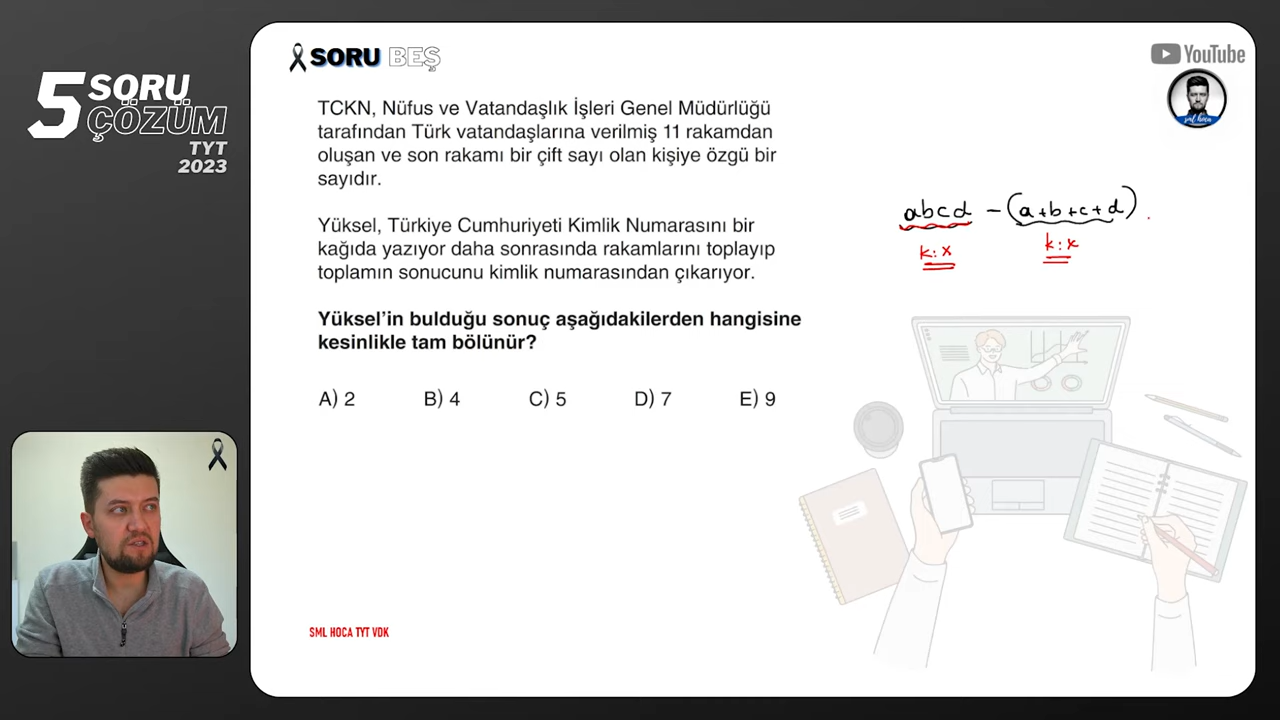 5 SORU
ÇÖZÜM
TYT
2023
SORU BEŞ
YouTube
sml hoca
TCKN, Nüfus ve Vatandaşlık İşleri Genel Müdürlüğü
tarafından Türk vatandaşlarına verilmiş 11 rakamdan
oluşan ve son rakamı bir çift sayı olan kişiye özgü bir
sayıdır.
Yüksel, Türkiye Cumhuriyeti Kimlik Numarasını bir
kağıda yazıyor daha sonrasında rakamlarını toplayıp
toplamın sonucunu kimlik numarasından çıkarıyor.
Yüksel'in bulduğu sonuç aşağıdakilerden hangisine
kesinlikle tam bölünür?
A) 2 B) 4 C) 5 D) 7 E) 9
abcd - (a+b+c+d)
k: x k: x
SML HOCA TYT VDK